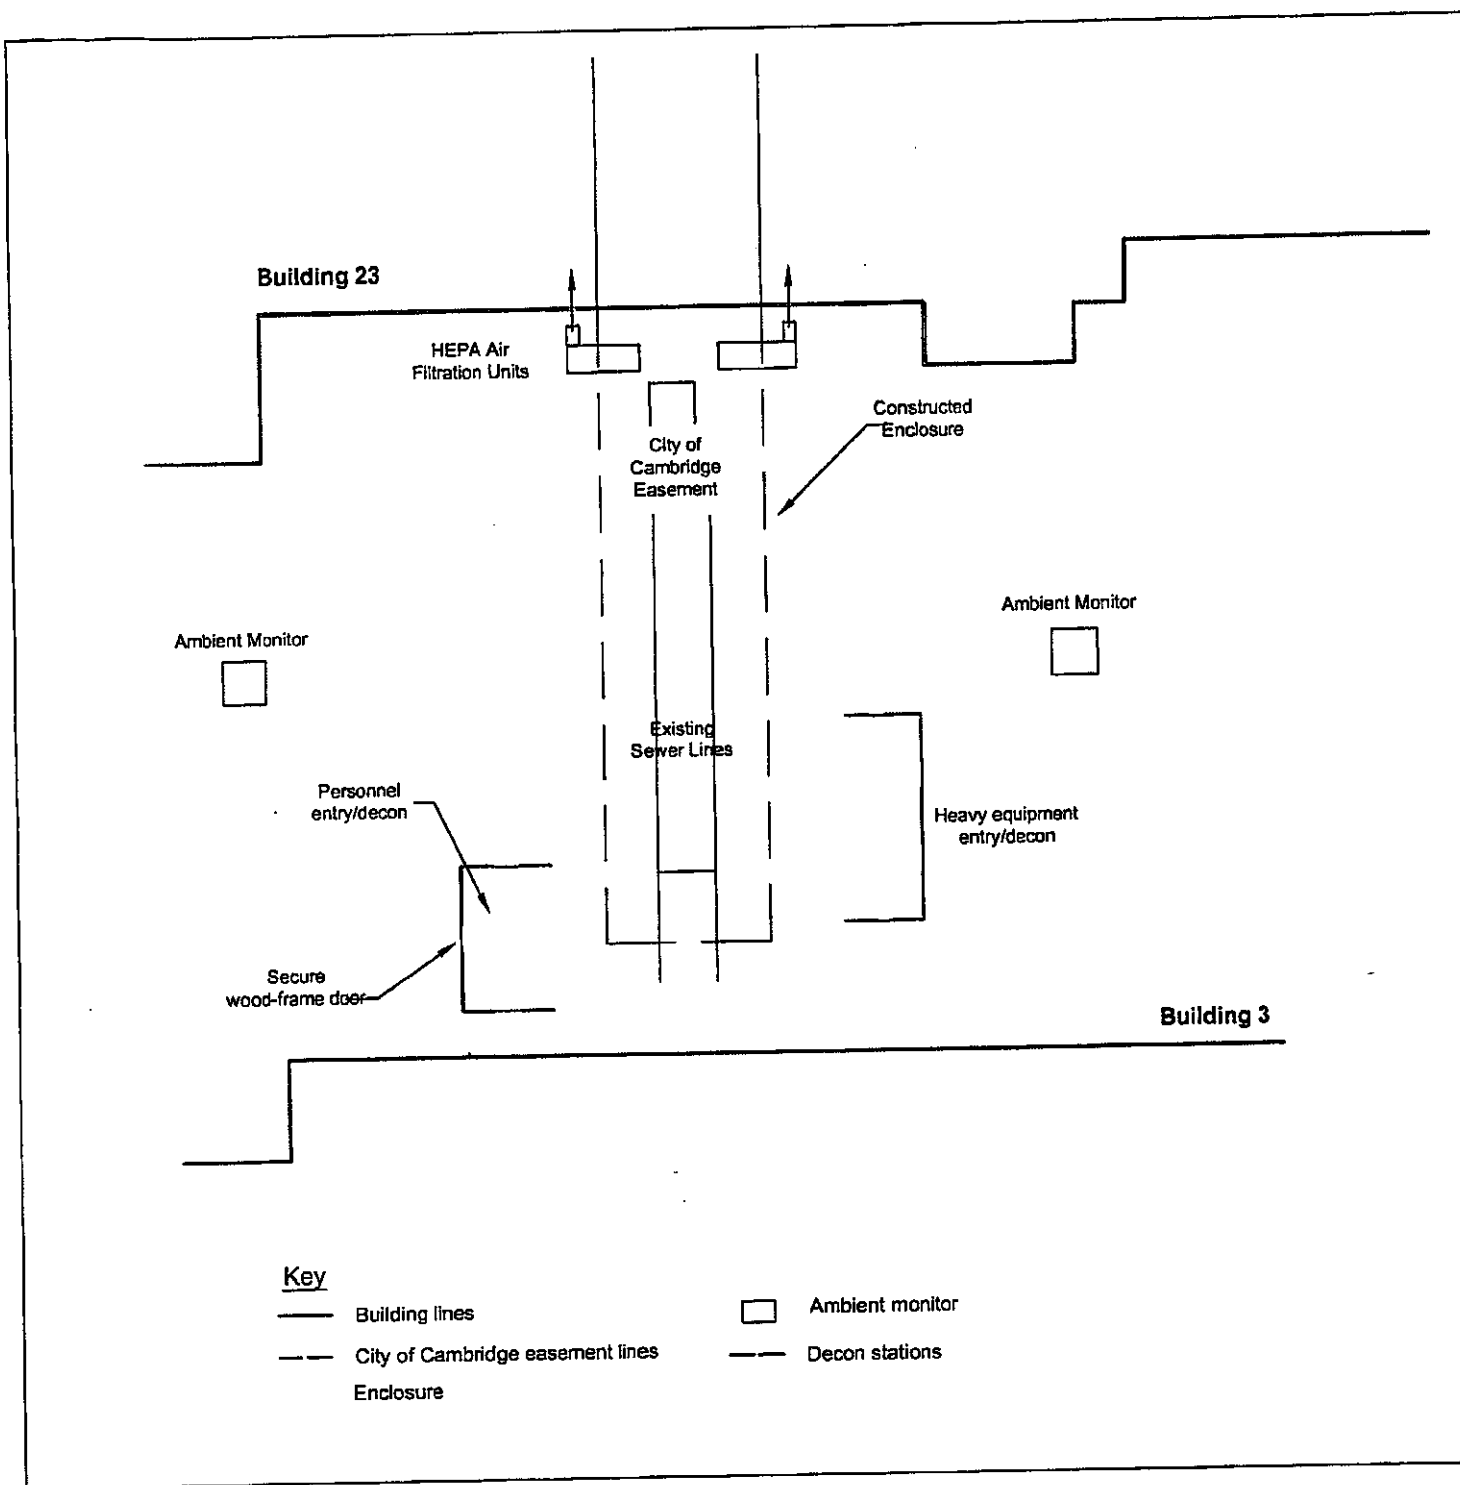 Building 23
HEPA Air
Filtration Units
Constructed
Enclosure
City of
Cambridge
Easement
Ambient Monitor
Ambient Monitor
Existing
Sewer Lines
Personnel
entry/decon
Heavy equipment
entry/decon
Secure
wood-frame door
Building 3
Key
Building lines
City of Cambridge easement lines
Enclosure
Ambient monitor
Decon stations